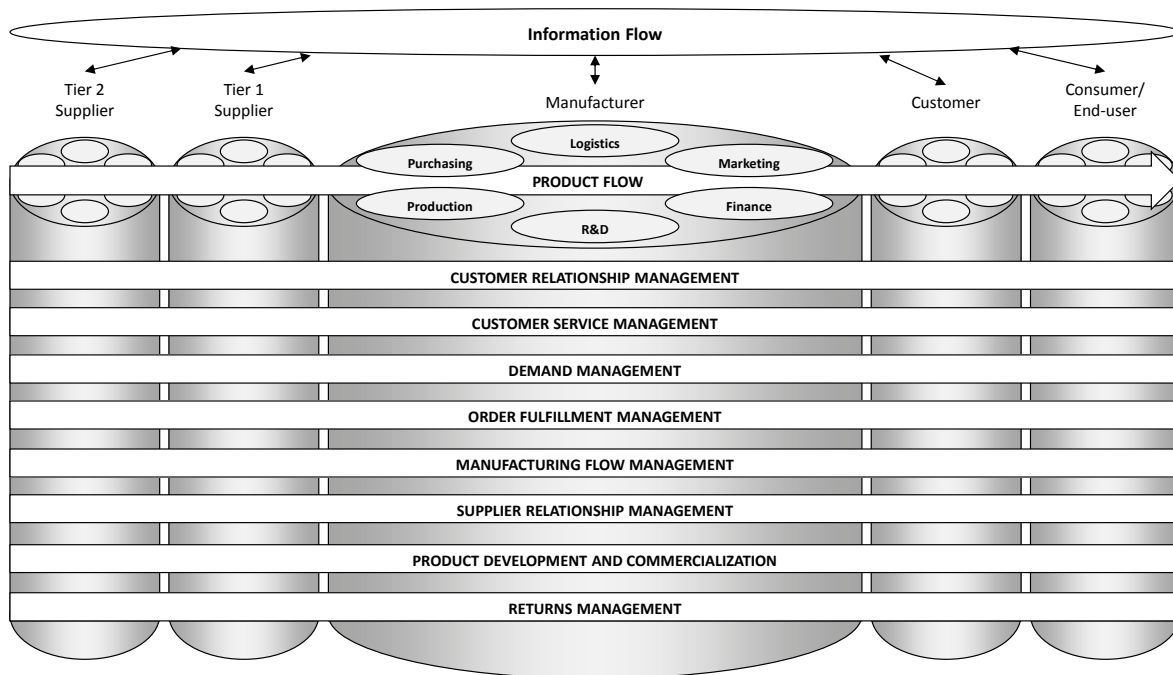 Information Flow
Tier 2
Supplier
Tier 1
Supplier
Manufacturer
Customer
Consumer/
End-user
Logistics
Purchasing
Marketing
PRODUCT FLOW
Production
Finance
R&D
CUSTOMER RELATIONSHIP MANAGEMENT
CUSTOMER SERVICE MANAGEMENT
DEMAND MANAGEMENT
ORDER FULFILLMENT MANAGEMENT
MANUFACTURING FLOW MANAGEMENT
SUPPLIER RELATIONSHIP MANAGEMENT
PRODUCT DEVELOPMENT AND COMMERCIALIZATION
RETURNS MANAGEMENT